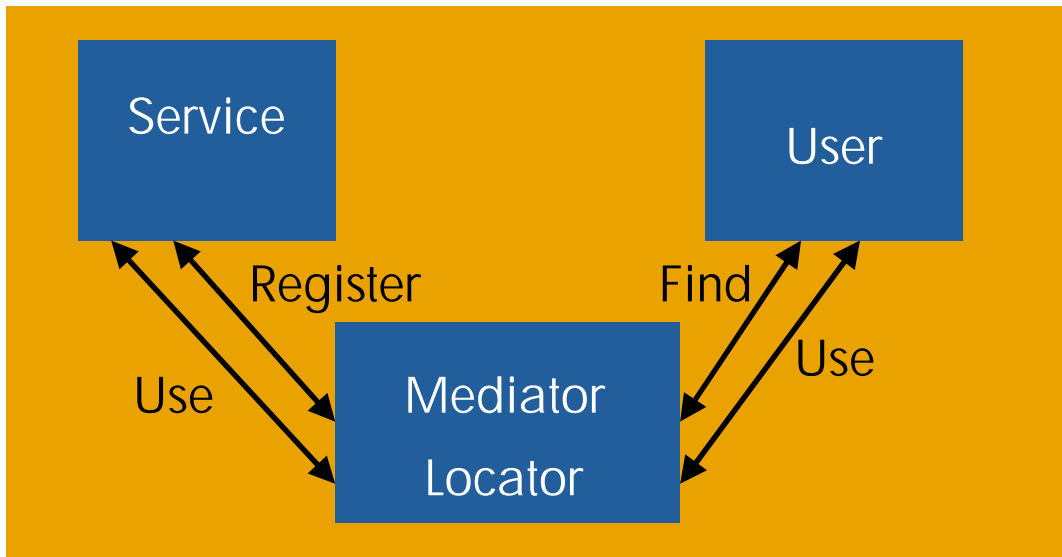 Service
User
Register
Find
Use
Use
Mediator
Locator